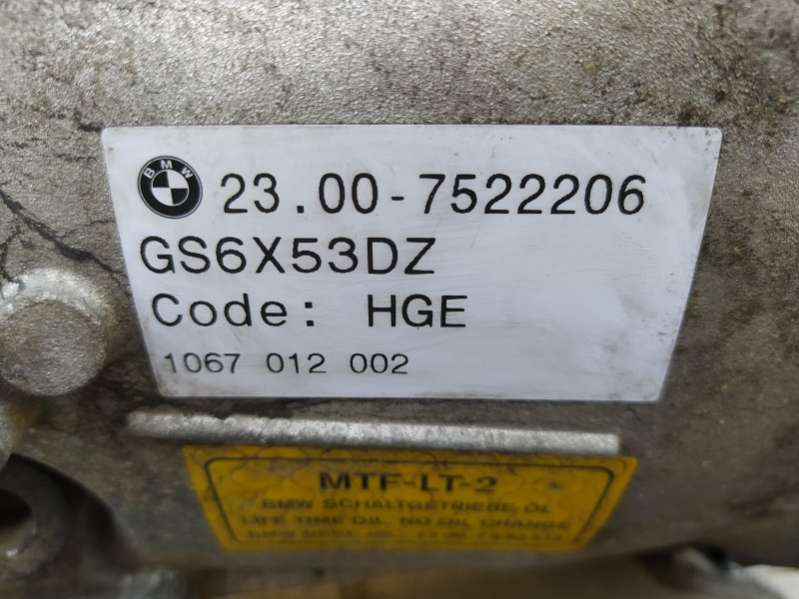 BMW 23.00-7522206
GS6X53DZ
Code: HGE
1067 012 002
MTF-LT-2
BMW SCHALTGETRIEBE ÖL
LIFE TIME OIL. NO OIL CHANGE